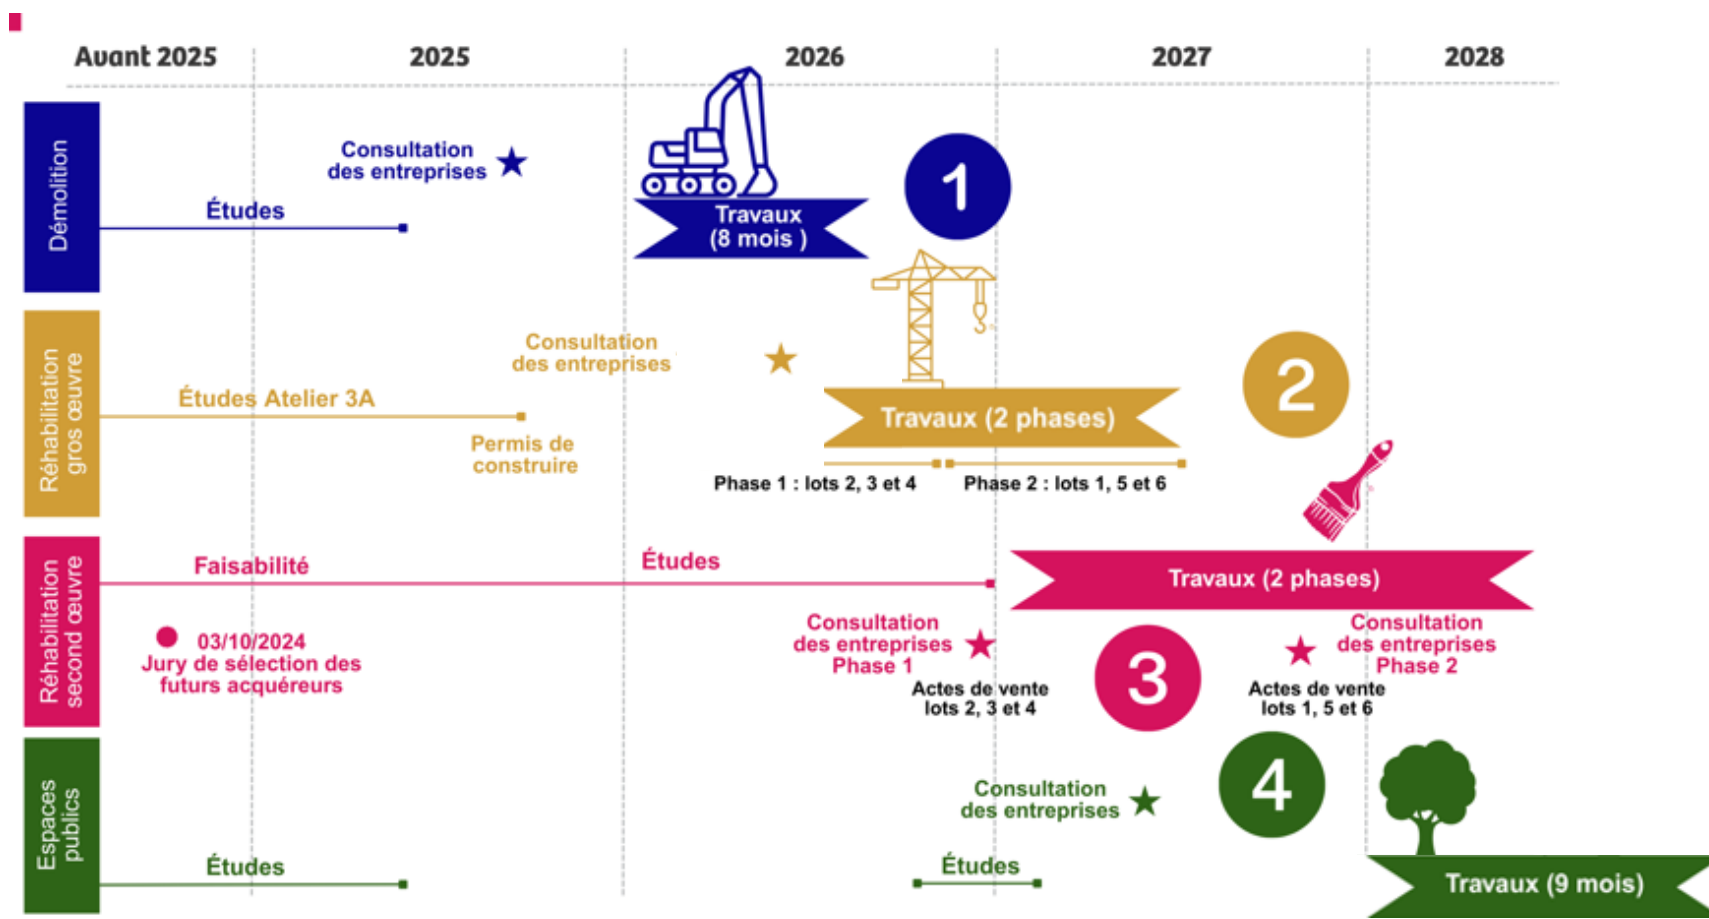 Avant 2025
2025
2026
2027
2028
Démolition
Consultation
des entreprises
Études
Travaux
(8 mois )
1
Réhabilitation
gros œuvre
Consultation
des entreprises
Études Atelier 3A
Permis de
construire
Travaux (2 phases)
2
Phase 1 : lots 2, 3 et 4
Phase 2 : lots 1, 5 et 6
Réhabilitation
second œuvre
Faisabilité
Études
Travaux (2 phases)
03/10/2024
Jury de sélection des
futurs acquéreurs
Consultation
des entreprises
Phase 1
Actes de vente
lots 2, 3 et 4
3
Consultation
des entreprises
Phase 2
Actes de vente
lots 1, 5 et 6
Espaces
publics
Consultation
des entreprises
4
Études
Études
Travaux (9 mois)